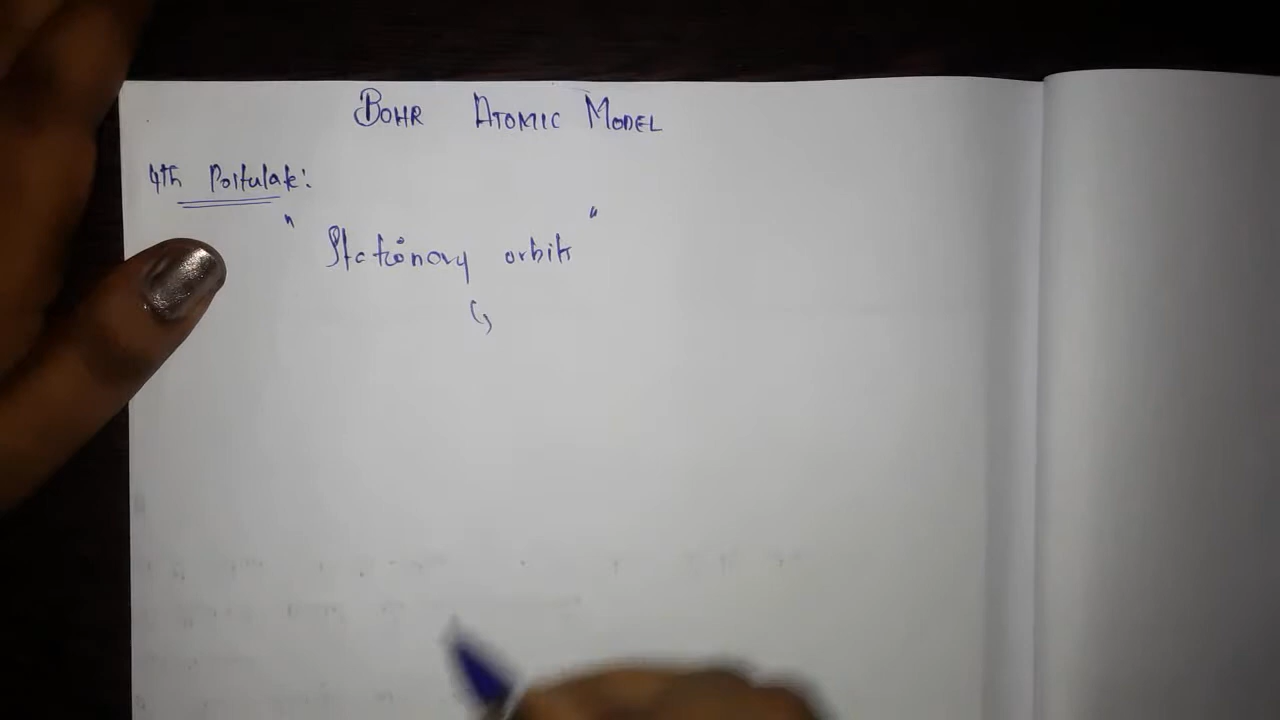 BOHR ATOMIC MODEL
4th Postulate:
" Stationary orbits "